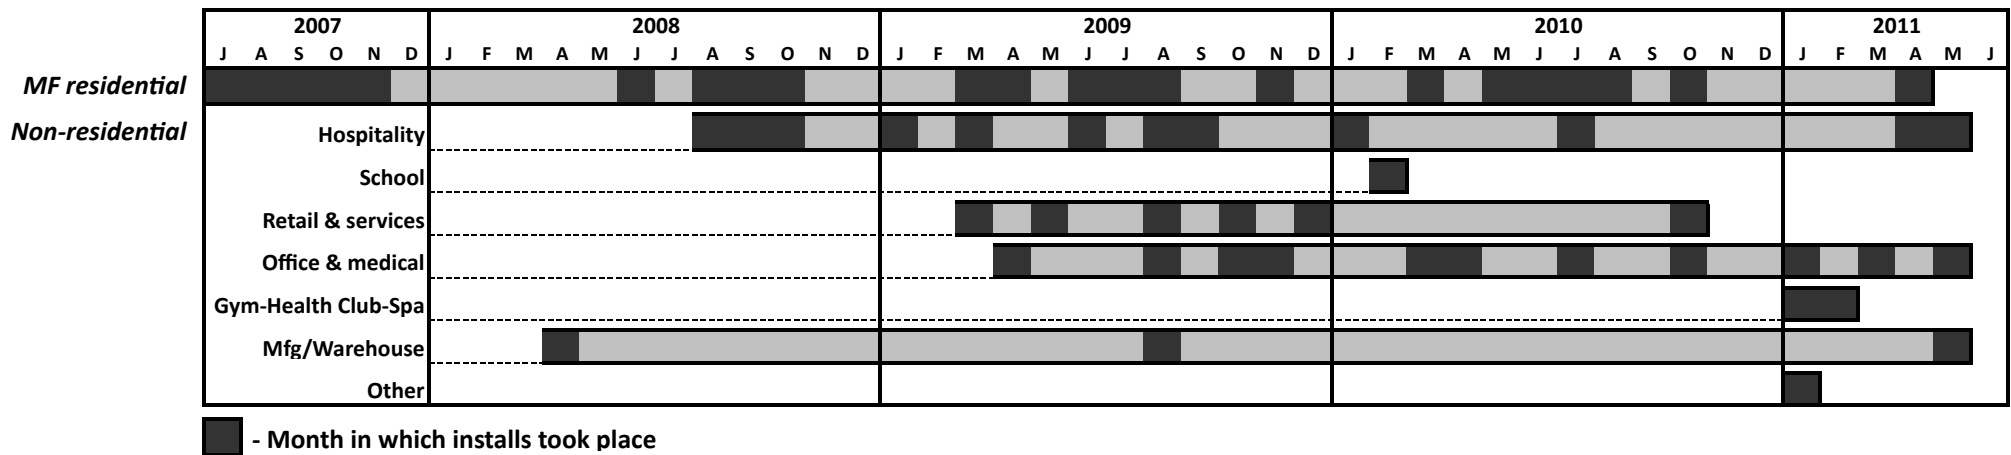 2007 2008 2009 2010 2011
J A S O N D J F M A M J J A S O N D J F M A M J J A S O N D J F M A M J J A S O N D J F M A M J
MF residential
Non-residential
Hospitality
School
Retail & services
Office & medical
Gym-Health Club-Spa
Mfg/Warehouse
Other
- Month in which installs took place